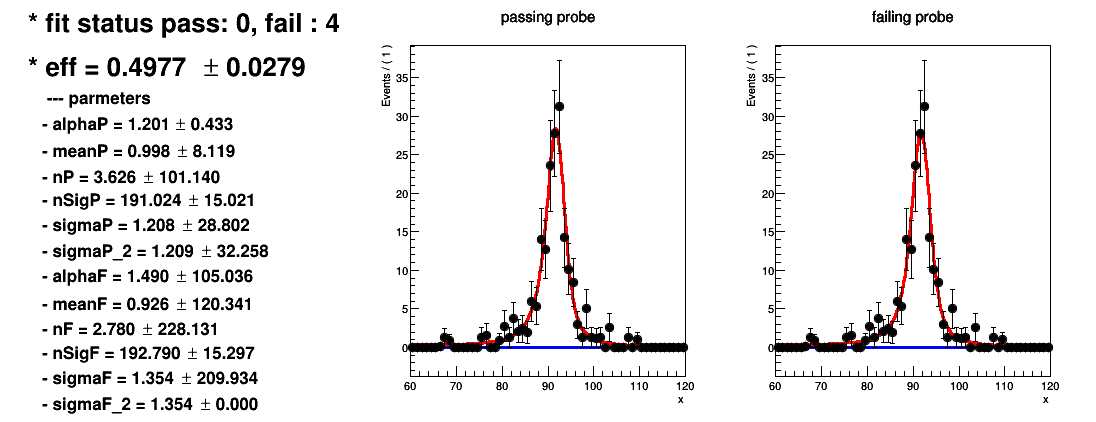 * fit status pass: 0, fail : 4
* eff = 0.4977 ± 0.0279
--- parmeters
- alphaP = 1.201 ± 0.433
- meanP = 0.998 ± 8.119
- nP = 3.626 ± 101.140
- nSigP = 191.024 ± 15.021
- sigmaP = 1.208 ± 28.802
- sigmaP_2 = 1.209 ± 32.258
- alphaF = 1.490 ± 105.036
- meanF = 0.926 ± 120.341
- nF = 2.780 ± 228.131
- nSigF = 192.790 ± 15.297
- sigmaF = 1.354 ± 209.934
- sigmaF_2 = 1.354 ± 0.000
passing probe
Events / ( 1 )
35
30
25
20
15
10
5
0
60 70 80 90 100 110 120
x
failing probe
Events / ( 1 )
35
30
25
20
15
10
5
0
60 70 80 90 100 110 120
x